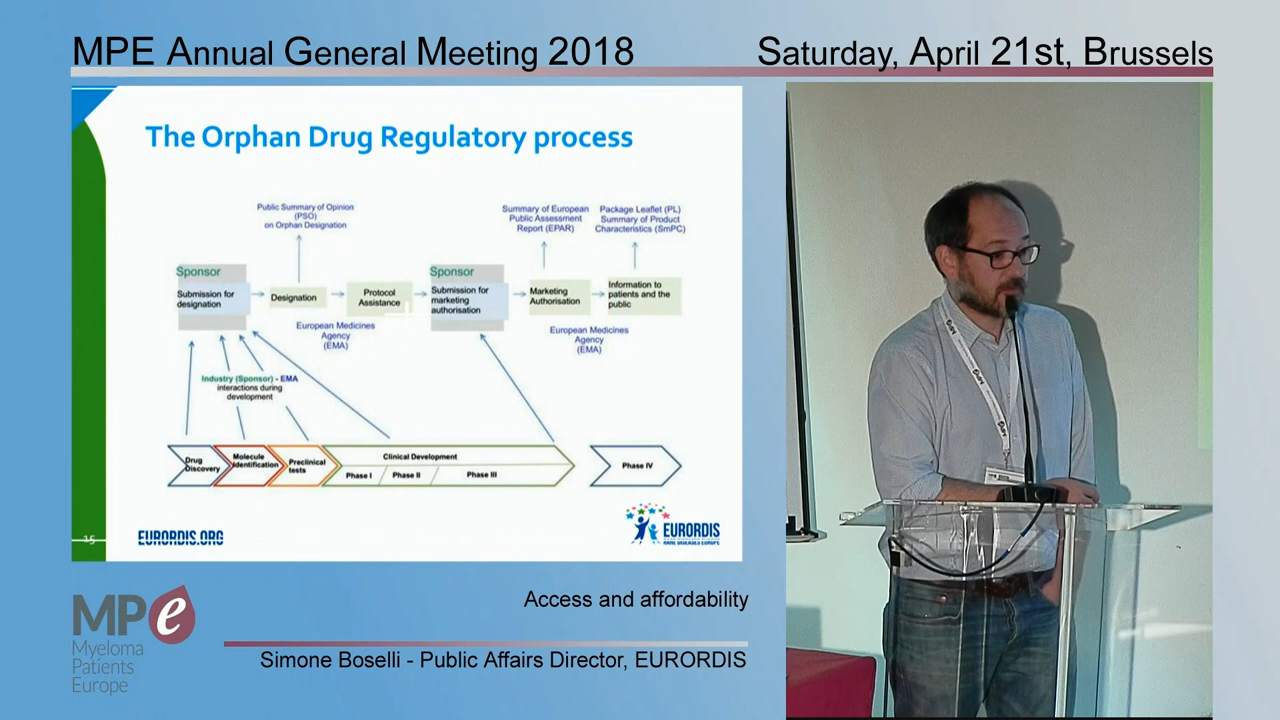 MPE Annual General Meeting 2018
Saturday, April 21st, Brussels
The Orphan Drug Regulatory process
Public Summary of Opinion
(PSO)
on Orphan Designation
Summary of European
Public Assessment
Report (EPAR)
Package Leaflet (PL)
Summary of Product
Characteristics (SmPC)
Sponsor
Submission for
designation
Designation
Protocol
Assistance
Sponsor
Submission for
marketing
authorisation
Marketing
Authorisation
Information to
patients and the
public
European Medicines
Agency
(EMA)
European Medicines
Agency
(EMA)
Industry (Sponsor) - EMA
interactions during
development
Drug
Discovery
Molecule
Identification
Preclinical
tests
Clinical Development
Phase I
Phase II
Phase III
Phase IV
15
EURORDIS.ORG
EURORDIS
RARE DISEASES EUROPE
MPe
Myeloma
Patients
Europe
Access and affordability
Simone Boselli - Public Affairs Director, EURORDIS